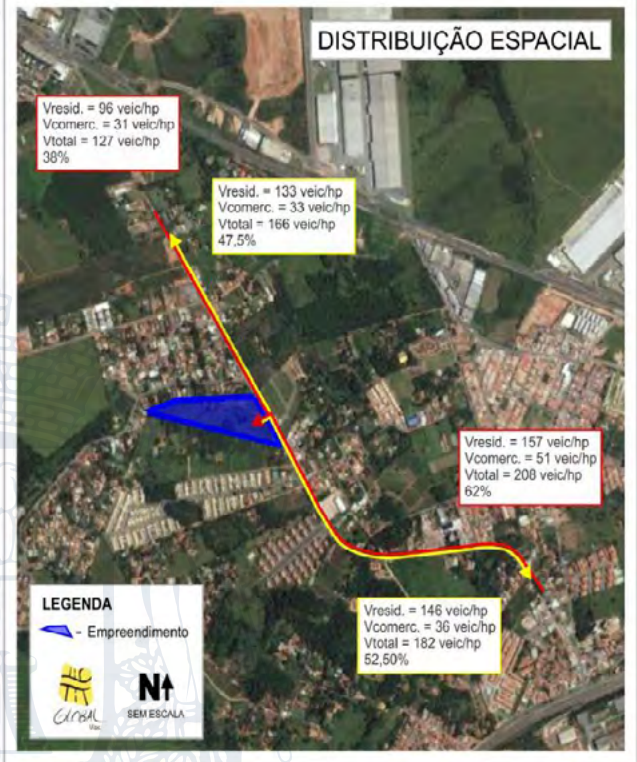 DISTRIBUIÇÃO ESPACIAL
Vresid. = 96 veic/hp
Vcomerc. = 31 veic/hp
Vtotal = 127 veic/hp
38%
Vresid. = 133 veic/hp
Vcomerc. = 33 veic/hp
Vtotal = 166 veic/hp
47,5%
Vresid. = 157 veic/hp
Vcomerc. = 51 veic/hp
Vtotal = 208 veic/hp
62%
Vresid. = 146 veic/hp
Vcomerc. = 36 veic/hp
Vtotal = 182 veic/hp
52,50%
LEGENDA
- Empreendimento
N
SEM ESCALA